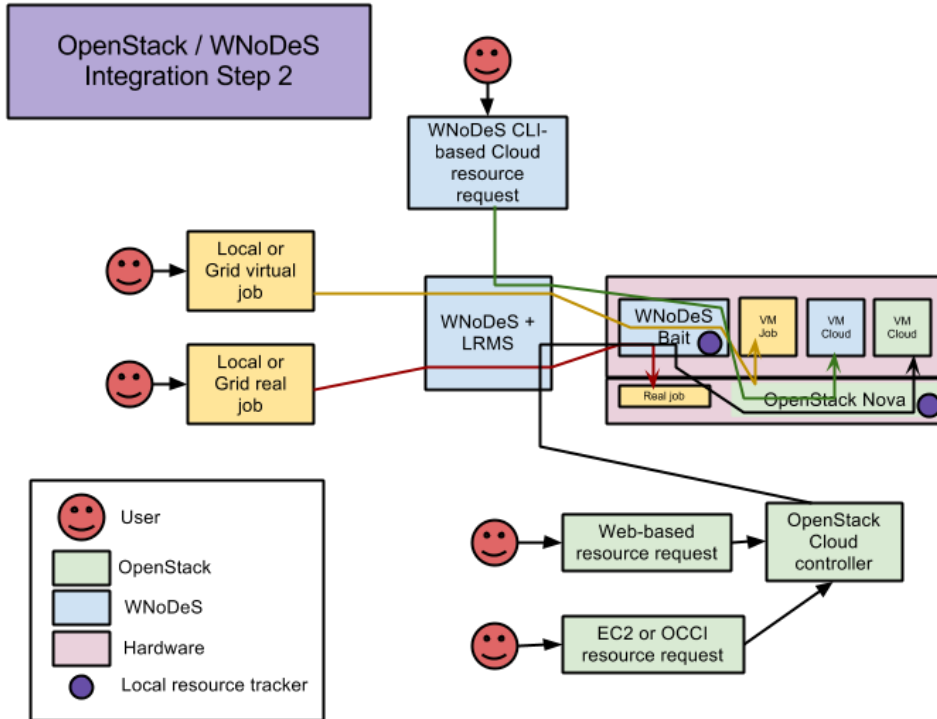 OpenStack / WNoDeS
Integration Step 2
WNoDeS CLI-
based Cloud
resource
request
Local or
Grid virtual
job
WNoDeS +
LRMS
WNoDeS
Bait
VM
Job
VM
Cloud
VM
Cloud
Local or
Grid real
job
Real job
OpenStack Nova
User
OpenStack
WNoDeS
Hardware
Local resource tracker
Web-based
resource request
OpenStack
Cloud
controller
EC2 or OCCI
resource request